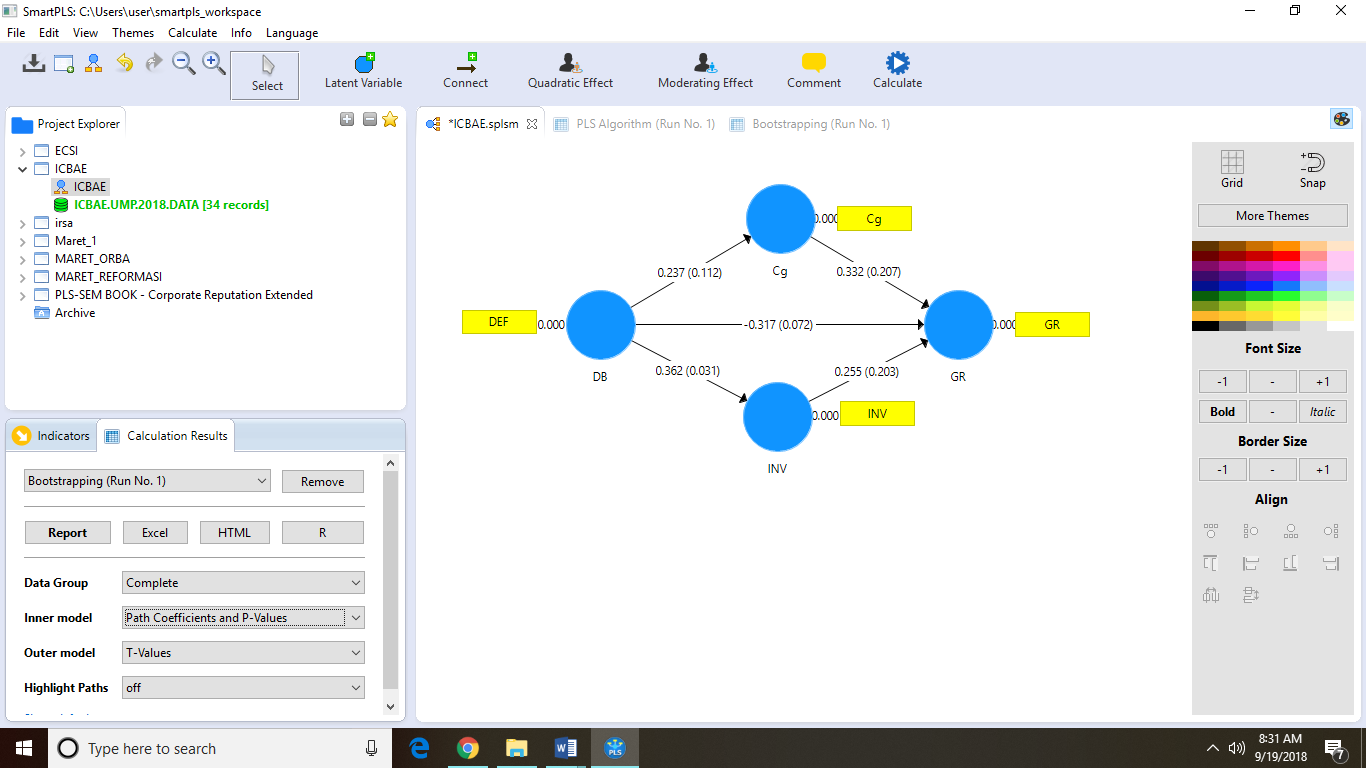 SmartPLS: C:\Users\user\smartpls_workspace
File Edit View Themes Calculate Info Language
Select
Latent Variable
Connect
Quadratic Effect
Moderating Effect
Comment
Calculate
Project Explorer
ECSI
ICBAE
ICBAE
ICBAE.UMP.2018.DATA [34 records]
irsa
Maret_1
MARET_ORBA
MARET_REFORMASI
PLS-SEM BOOK - Corporate Reputation Extended
Archive
Indicators
Calculation Results
Bootstrapping (Run No. 1)
Remove
Report
Excel
HTML
R
Data Group
Complete
Inner model
Path Coefficients and P-Values
Outer model
T-Values
Highlight Paths
off
*ICBAE.splsm
PLS Algorithm (Run No. 1)
Bootstrapping (Run No. 1)
0.000
Cg
Cg
0.237 (0.112)
0.332 (0.207)
DEF
0.000
DB
-0.317 (0.072)
0.000
GR
GR
0.362 (0.031)
0.255 (0.203)
0.000
INV
INV
Grid
Snap
More Themes
Font Size
-1
-
+1
Bold
-
Italic
Border Size
-1
-
+1
Align
Type here to search
PLS
8:31 AM
9/19/2018
7